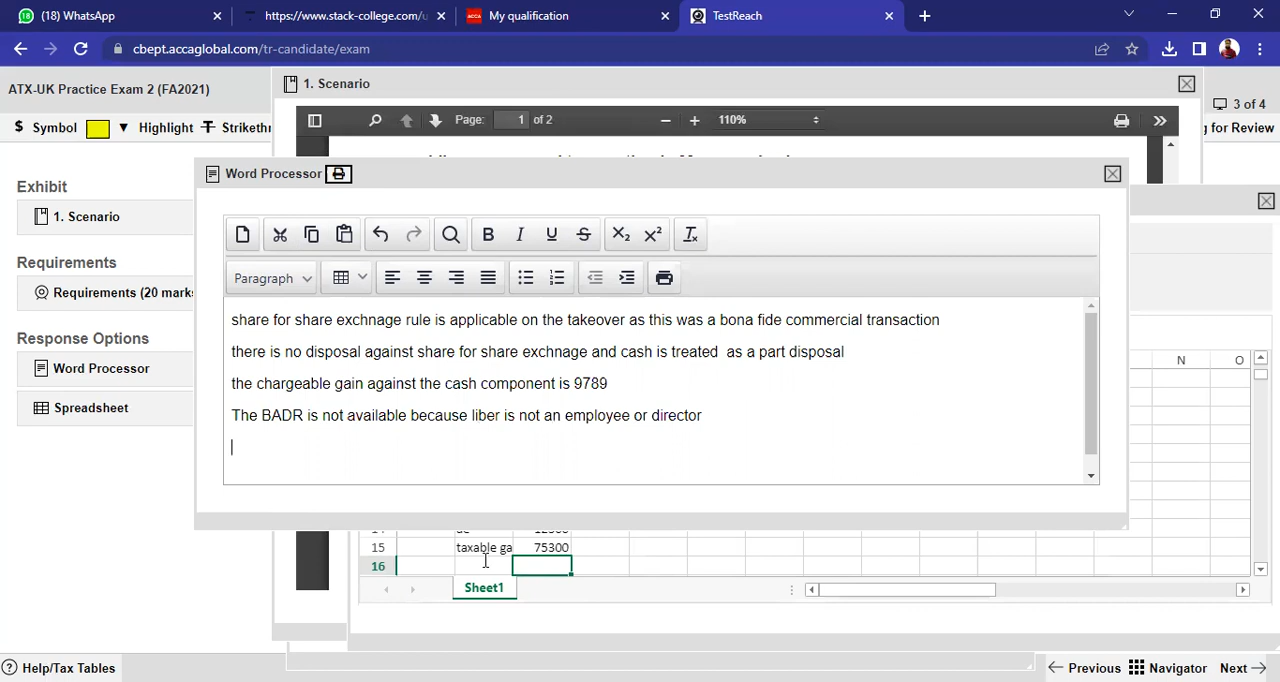 (18) WhatsApp
https://www.stack-college.com/u
ACCA My qualification
TestReach
cbept.accaglobal.com/tr-candidate/exam
ATX-UK Practice Exam 2 (FA2021)
1. Scenario
3 of 4
$ Symbol Highlight Strikethr
Page: 1 of 2 110%
g for Review
Word Processor
Exhibit
1. Scenario
Requirements
Requirements (20 marks
Response Options
Word Processor
Spreadsheet
B I U S X2 X2 Tx
Paragraph
share for share exchnage rule is applicable on the takeover as this was a bona fide commercial transaction
there is no disposal against share for share exchnage and cash is treated as a part disposal
the chargeable gain against the cash component is 9789
The BADR is not available because liber is not an employee or director
N O
15 taxable ga 75300
16
Sheet1
Help/Tax Tables
Previous Navigator Next